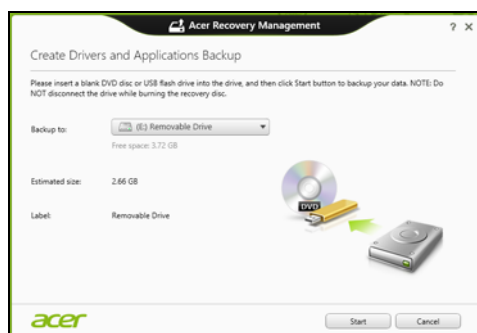 Acer Recovery Management
? ×
Create Drivers and Applications Backup
Please insert a blank DVD disc or USB flash drive into the drive, and then click Start button to backup your data. NOTE: Do
NOT disconnect the drive while burning the recovery disc.
Backup to: (E:) Removable Drive
Free space: 3.72 GB
Estimated size: 2.66 GB
Label: Removable Drive
DVD
acer Start Cancel